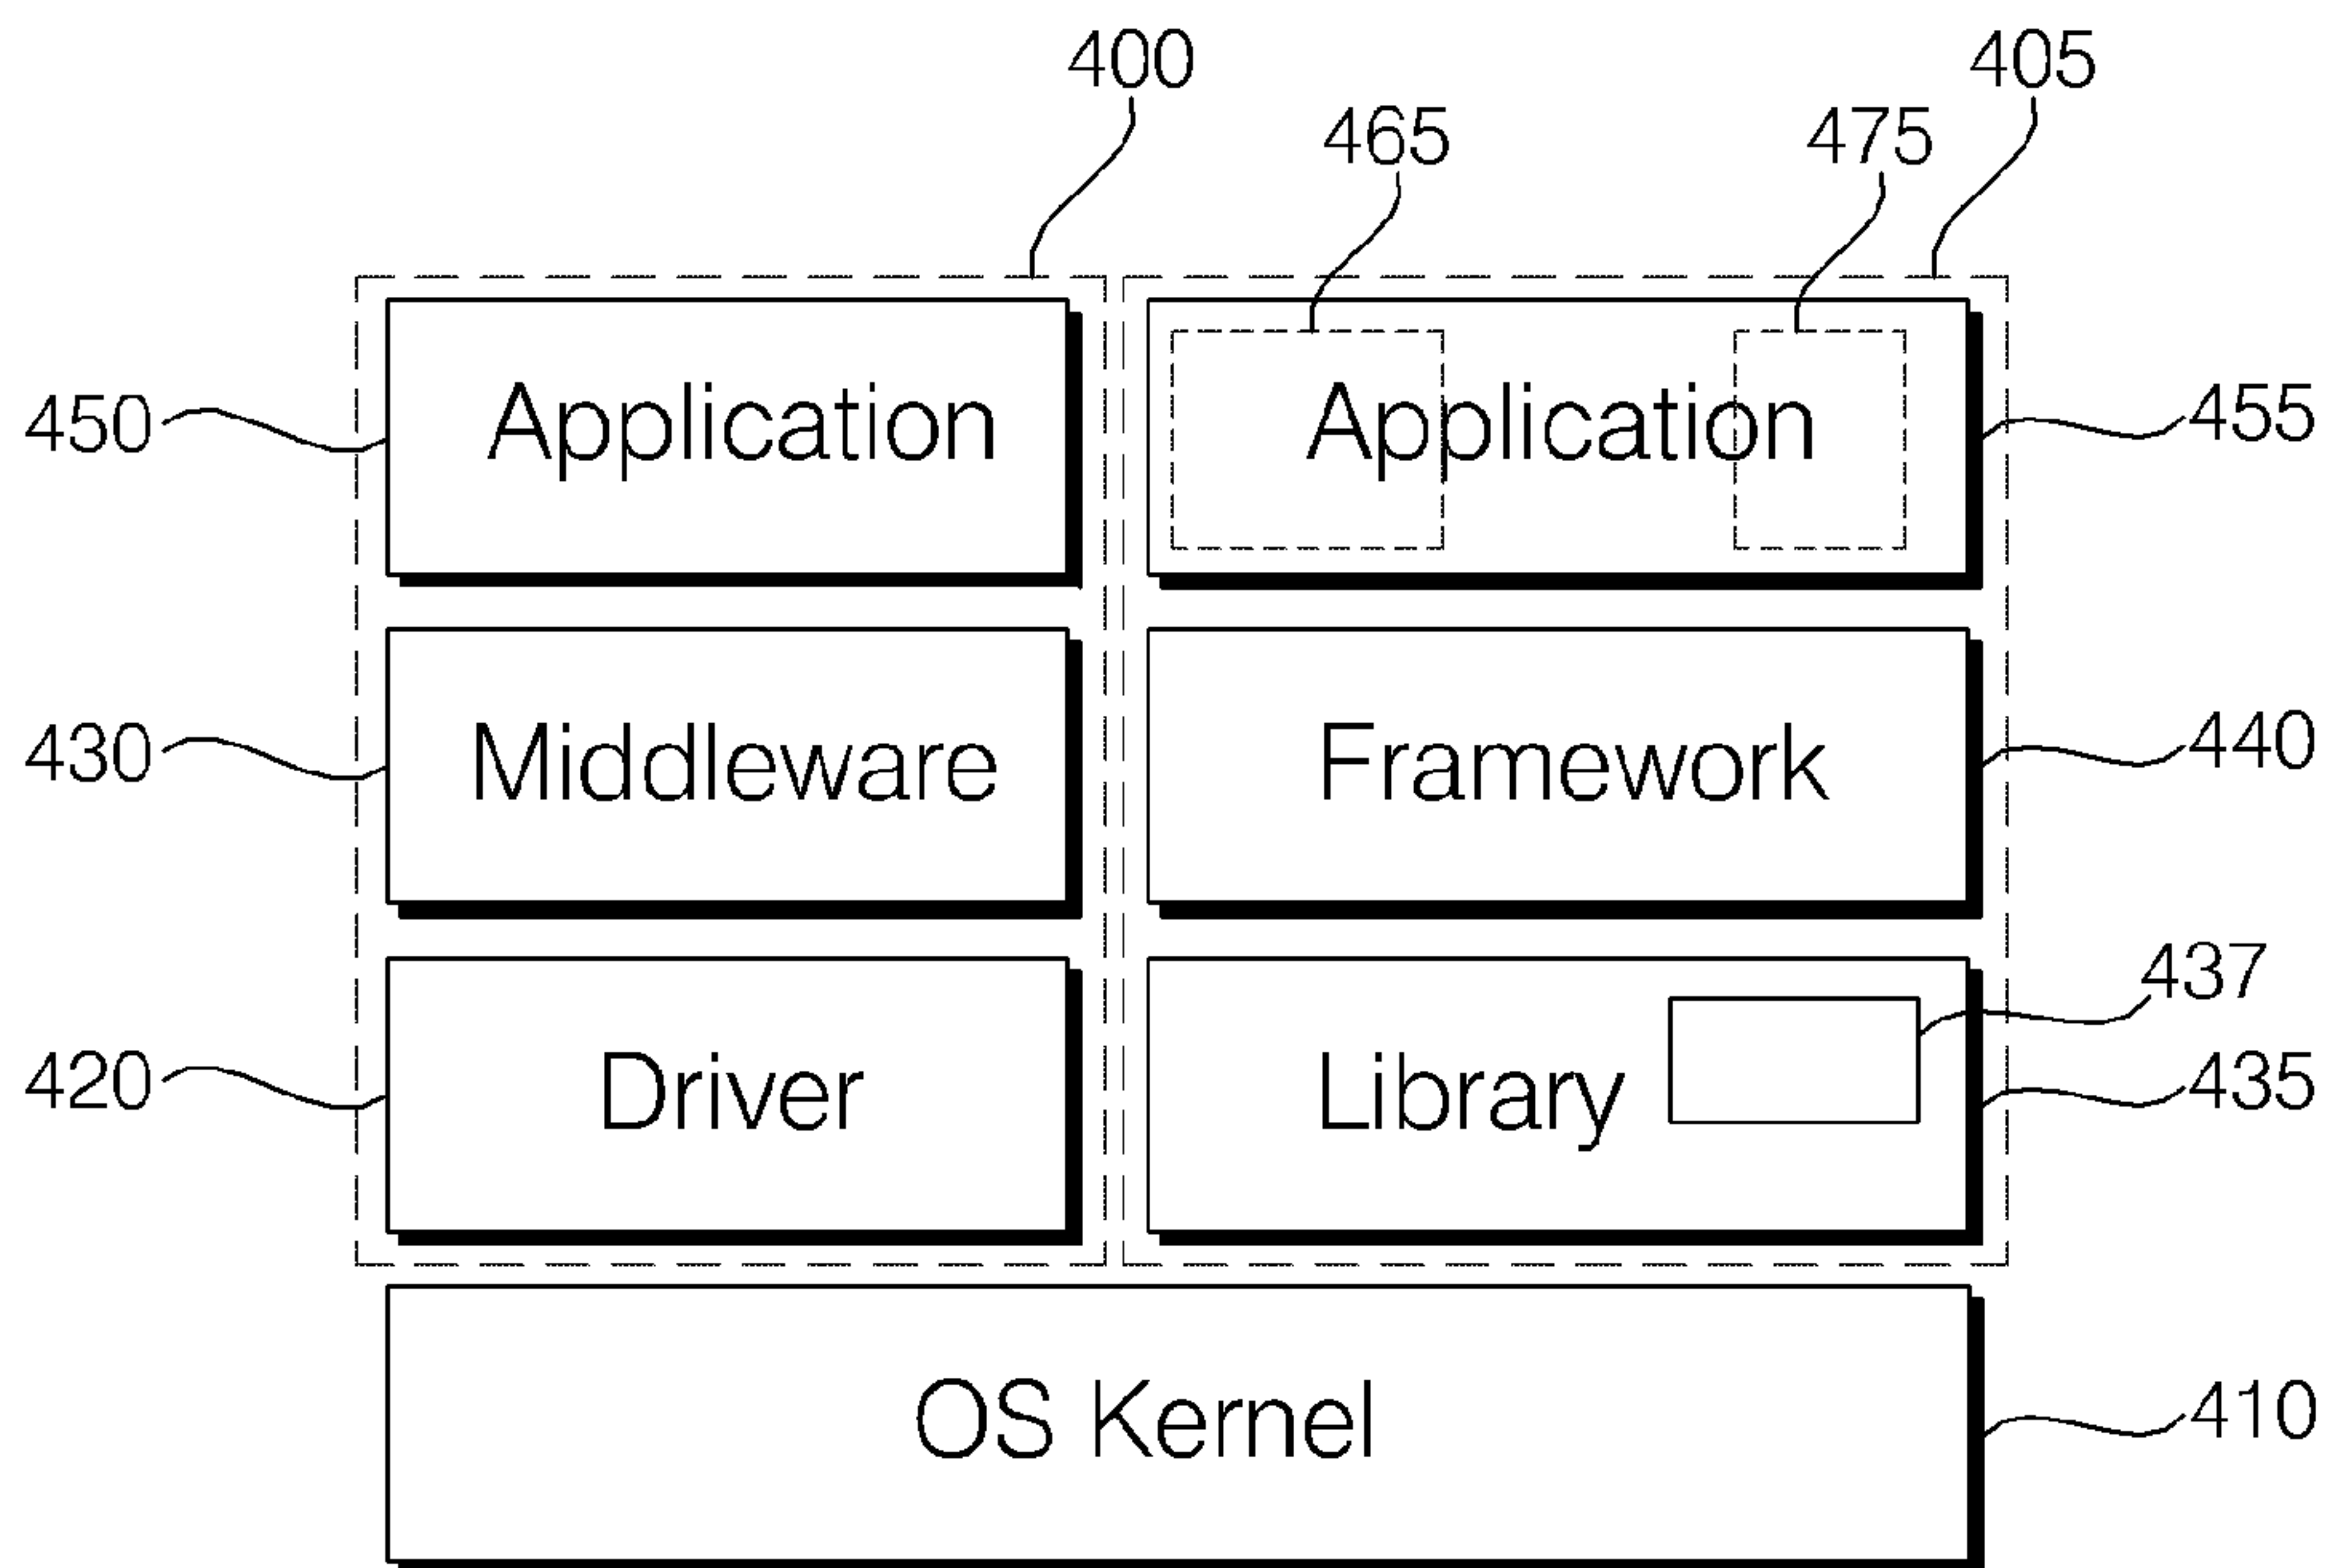 400 405
465 475
450 Application Application 455
430 Middleware Framework 440
437
420 Driver Library 435
OS Kernel 410